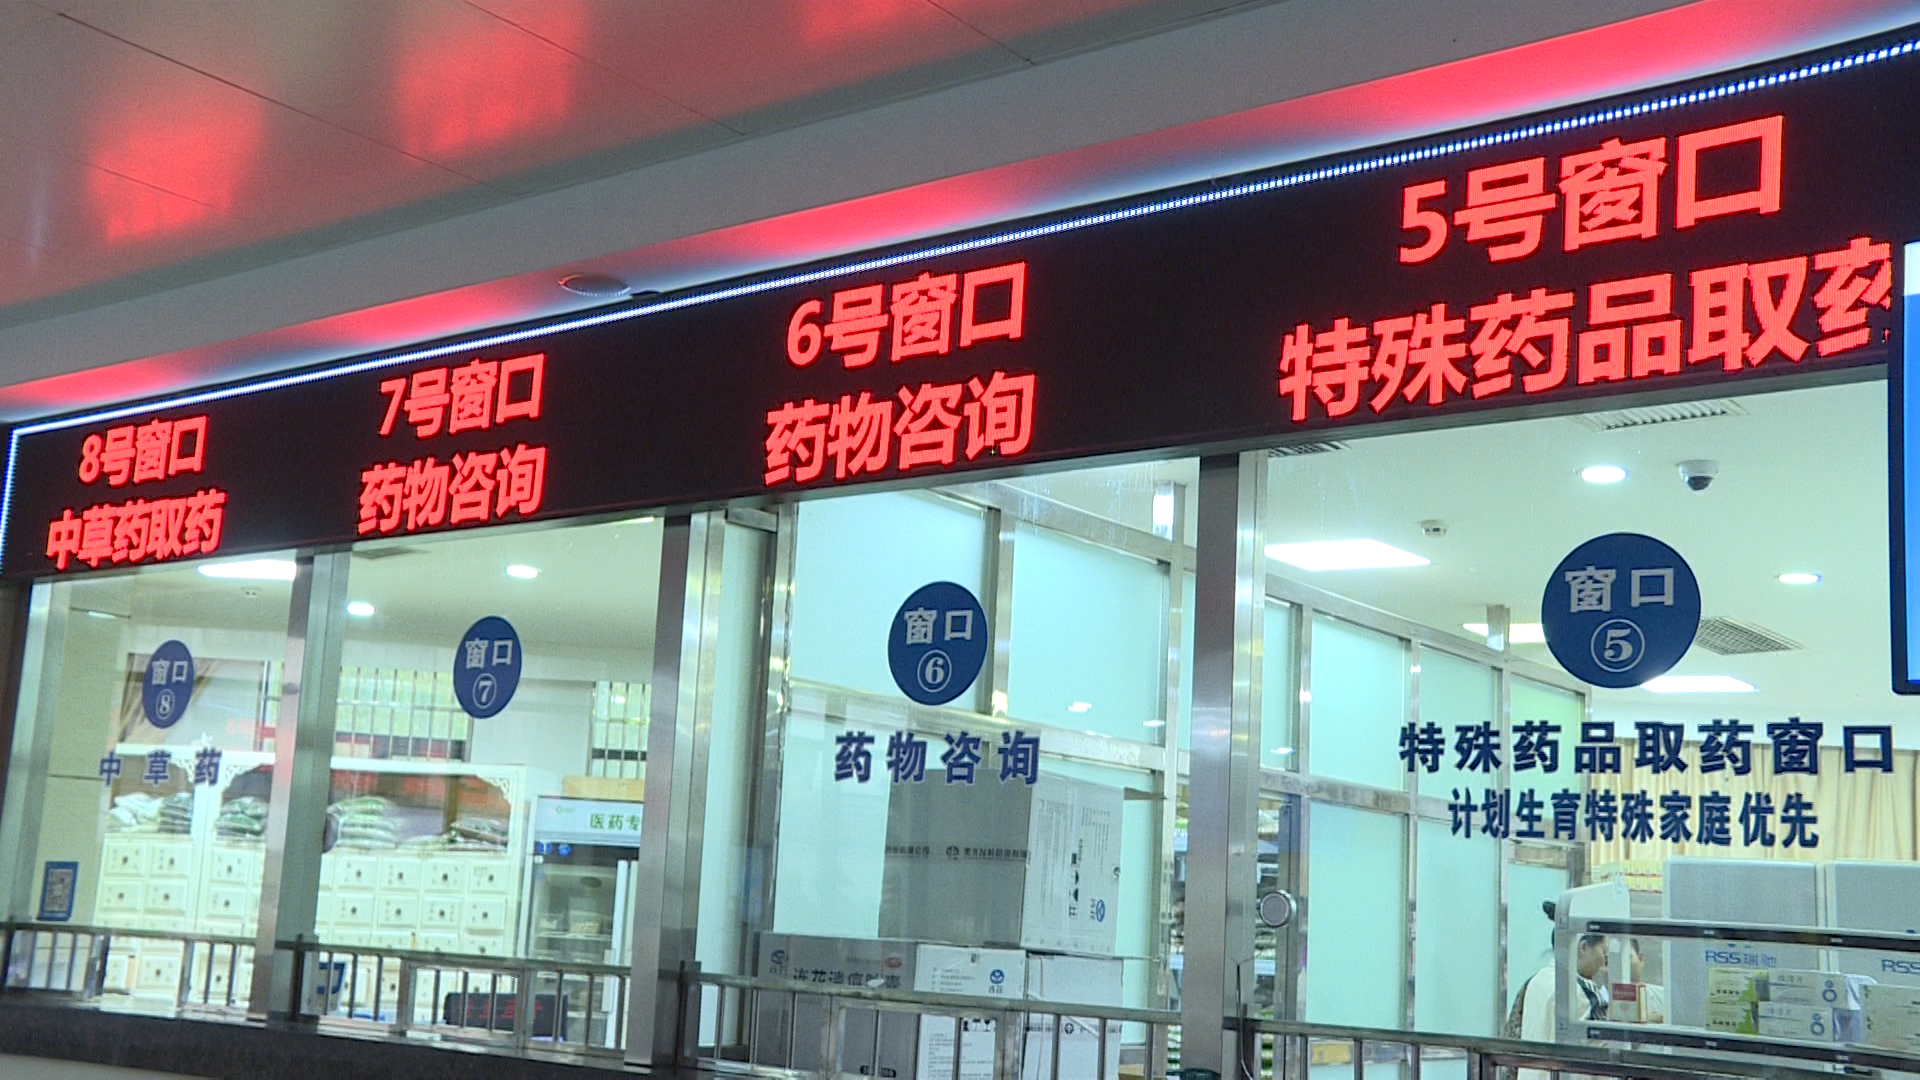 8号窗口
中草药取药
7号窗口
药物咨询
6号窗口
药物咨询
5号窗口
特殊药品取药
窗口
8
中草药
窗口
7
窗口
6
药物咨询
窗口
5
特殊药品取药窗口
计划生育特殊家庭优先
医药专
RSS瑞驰
RSS